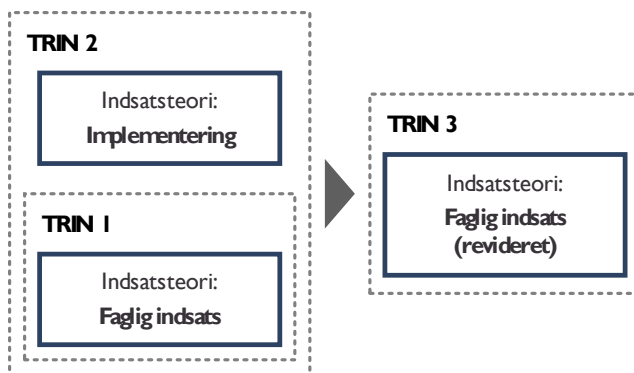 TRIN 2
Indsatsteori:
Implementering
TRIN 1
Indsatsteori:
Faglig indsats
TRIN 3
Indsatsteori:
Faglig indsats
(revideret)